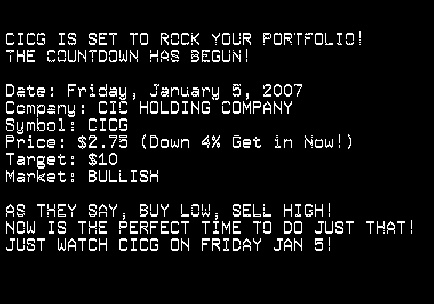 CICG IS SET TO ROCK YOUR PORTFOLIO!
THE COUNTDOWN HAS BEGUN!
Date: Friday, January 5, 2007
Company: CIC HOLDING COMPANY
Symbol: CICG
Price: $2.75 (Down 4% Get in Now!)
Target: $10
Market: BULLISH
AS THEY SAY, BUY LOW, SELL HIGH!
NOW IS THE PERFECT TIME TO DO JUST THAT!
JUST WATCH CICG ON FRIDAY JAN 5!